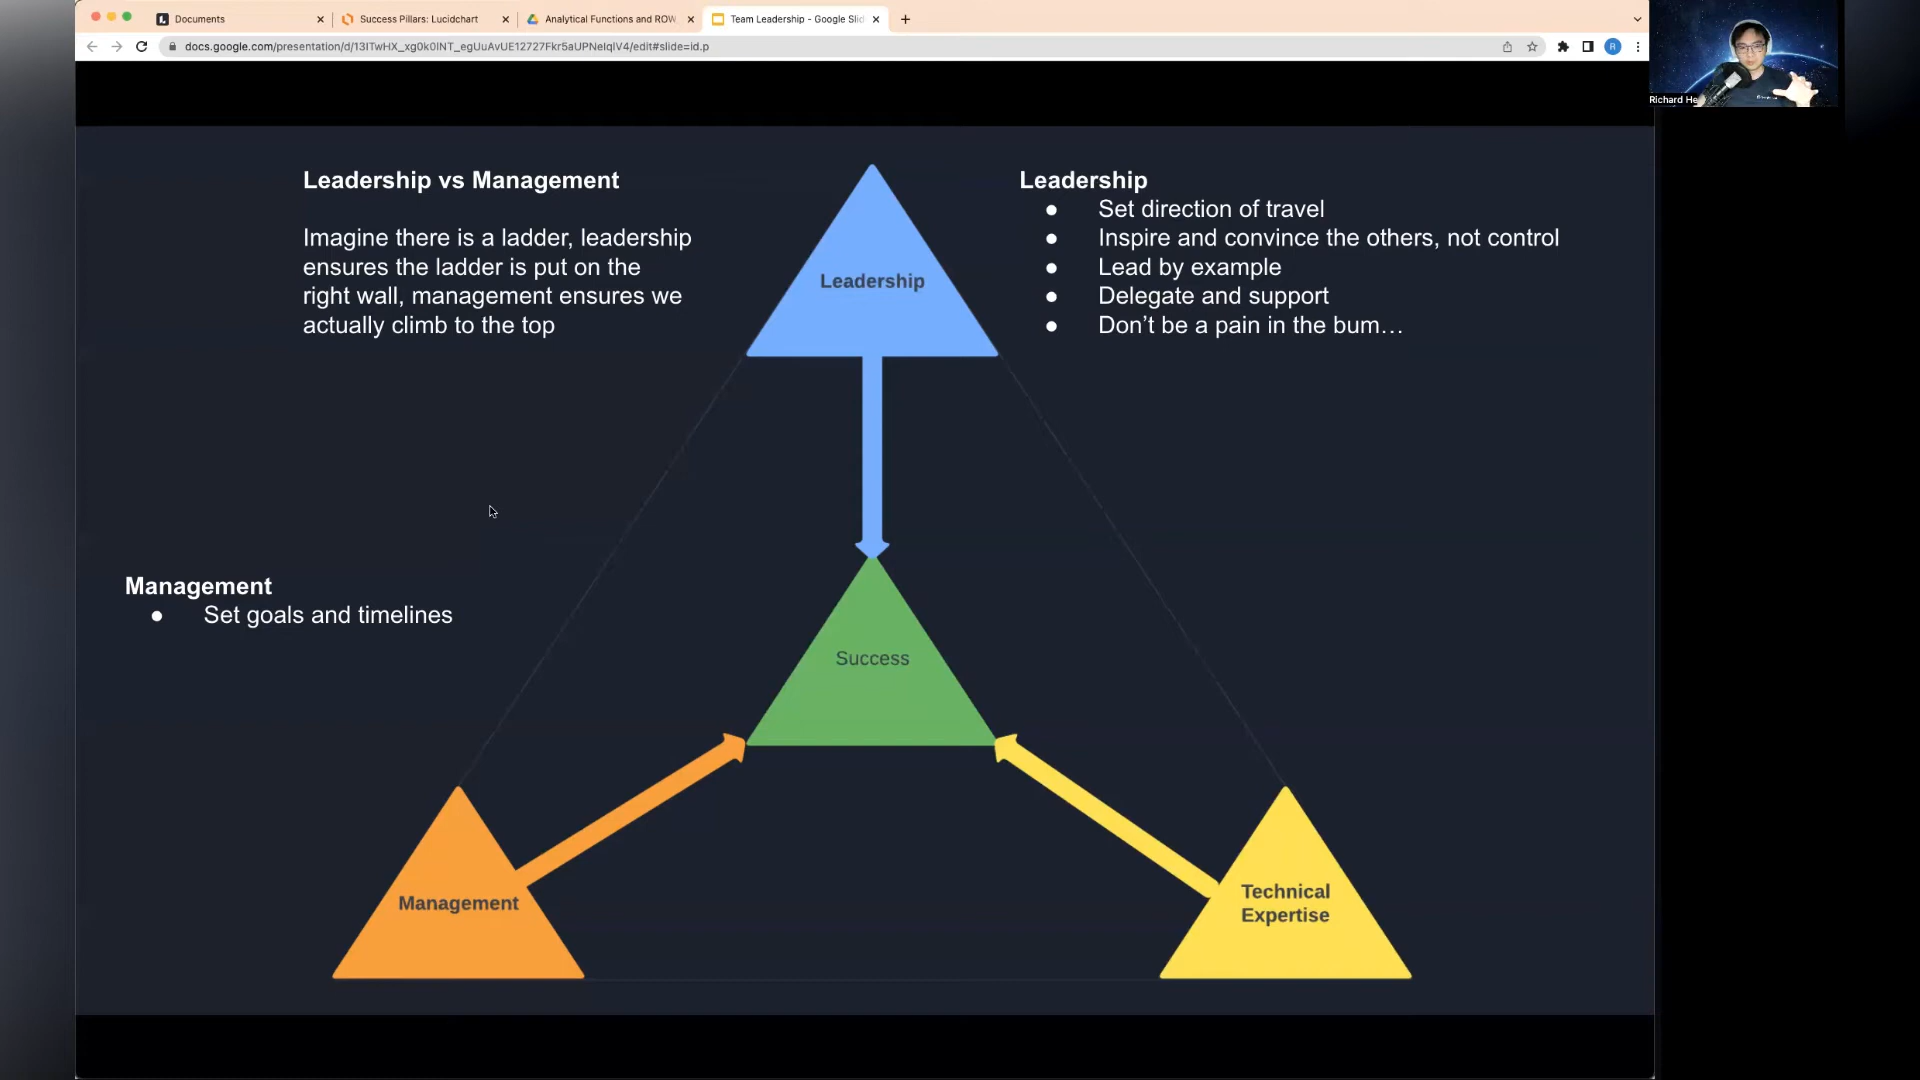 Documents
Success Pillars: Lucidchart
Analytical Functions and ROW
Team Leadership - Google Slid
docs.google.com/presentation/d/13ITwHX_xg0k0INT_egUuAvUE12727Fkr5aUPNeIqIV4/edit#slide=id.p
R
Richard He
Leadership vs Management
Imagine there is a ladder, leadership
ensures the ladder is put on the
right wall, management ensures we
actually climb to the top
Leadership
● Set direction of travel
● Inspire and convince the others, not control
● Lead by example
● Delegate and support
● Don’t be a pain in the bum…
Leadership
Management
● Set goals and timelines
Success
Management
Technical
Expertise